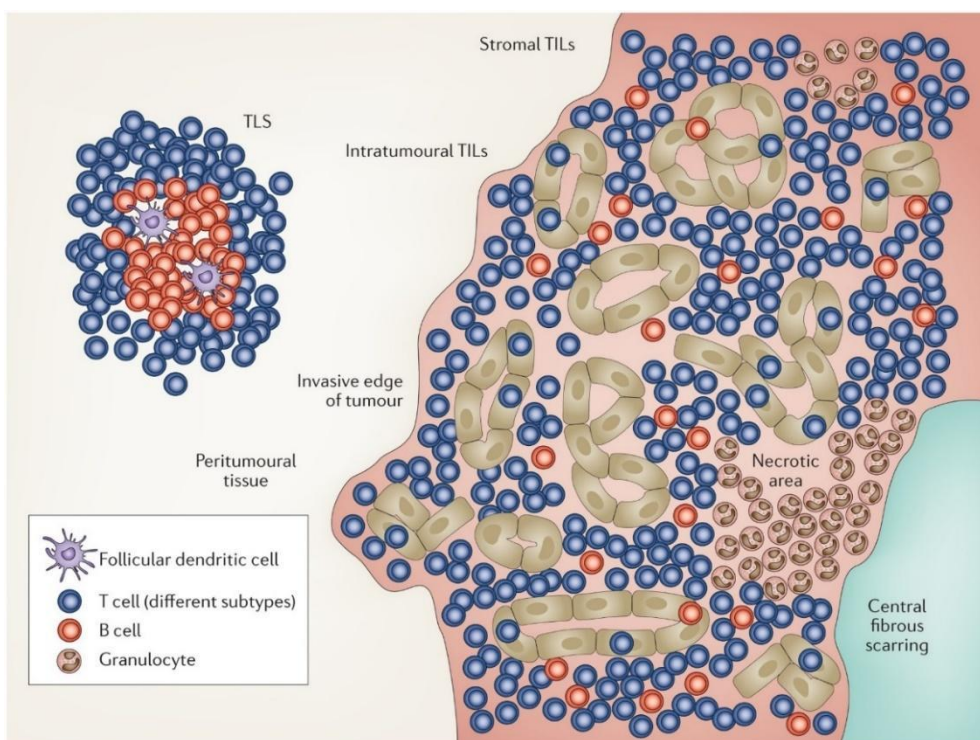 Stromal TILs
TLS
Intratumoural TILs
Invasive edge
of tumour
Peritumoural
tissue
Necrotic
area
Follicular dendritic cell
T cell (different subtypes)
B cell
Granulocyte
Central
fibrous
scarring